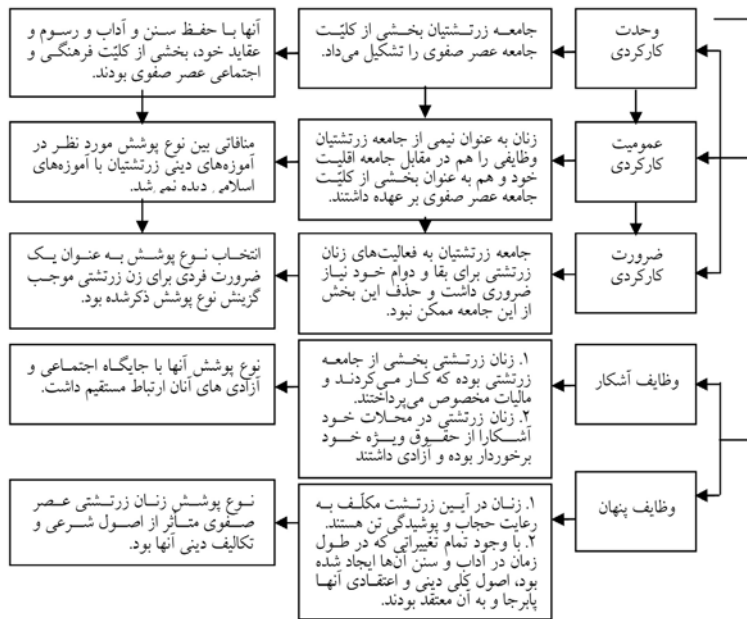 وحدت
کارکردی
جامعه زرتشتیان بخشی از کلیّت
جامعه عصر صفوی را تشکیل می‌داد.
آنها با حفظ سنن و آداب و رسوم و
عقاید خود، بخشی از کلیّت فرهنگی و
اجتماعی عصر صفوی بودند.
عمومیت
کارکردی
زنان به عنوان نیمی از جامعه زرتشتیان
وظایفی را هم در مقابل جامعه اقلیت
خود و هم به عنوان بخشی از کلیّت
جامعه عصر صفوی بر عهده داشتند.
منافاتی بین نوع پوشش مورد نظر در
آموزه‌های دینی زرتشتیان با آموزه‌های
اسلامی دیده نمی‌شد.
ضرورت
کارکردی
جامعه زرتشتیان به فعالیت‌های زنان
زرتشتی برای بقا و دوام خود نیاز
ضروری داشت و حذف این بخش
از این جامعه ممکن نبود.
انتخاب نوع پوشش به عنوان یک
ضرورت فردی برای زن زرتشتی موجب
گزینش نوع پوشش ذکرشده بود.
وظایف آشکار
۱. زنان زرتشتی بخشی از جامعه
زرتشتی بوده که کار می‌کردند و
مالیات مخصوص می‌پرداختند.
۲. زنان زرتشتی در محلات خود
آشکارا از حقوق ویژه خود
برخوردار بوده و آزادی داشتند
نوع پوشش آنها با جایگاه اجتماعی و
آزادی های آنان ارتباط مستقیم داشت.
وظایف پنهان
۱. زنان در آیین زرتشت مکلّف به
رعایت حجاب و پوشیدگی تن هستند.
۲. با وجود تمام تغییراتی که در طول
زمان در آداب و سنن آن‌ها ایجاد شده
بود، اصول کلی دینی و اعتقادی آنها
پابرجا و به آن معتقد بودند.
نوع پوشش زنان زرتشتی عصر
صفوی متأثر از اصول شرعی و
تکالیف دینی آنها بود.